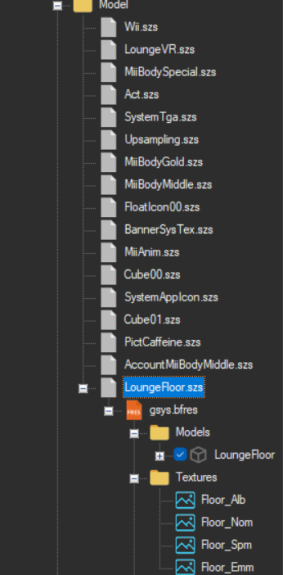 Model
Wii.szs
LoungeVR.szs
MiiBodySpecial.szs
Act.szs
SystemTga.szs
Upsampling.szs
MiiBodyGold.szs
MiiBodyMiddle.szs
FloatIcon00.szs
BannerSysTex.szs
MiiAnim.szs
Cube00.szs
SystemAppIcon.szs
Cube01.szs
PictCaffeine.szs
AccountMiiBodyMiddle.szs
LoungeFloor.szs
FRES gsys.bfres
Models
LoungeFloor
Textures
Floor_Alb
Floor_Nom
Floor_Spm
Floor_Emm